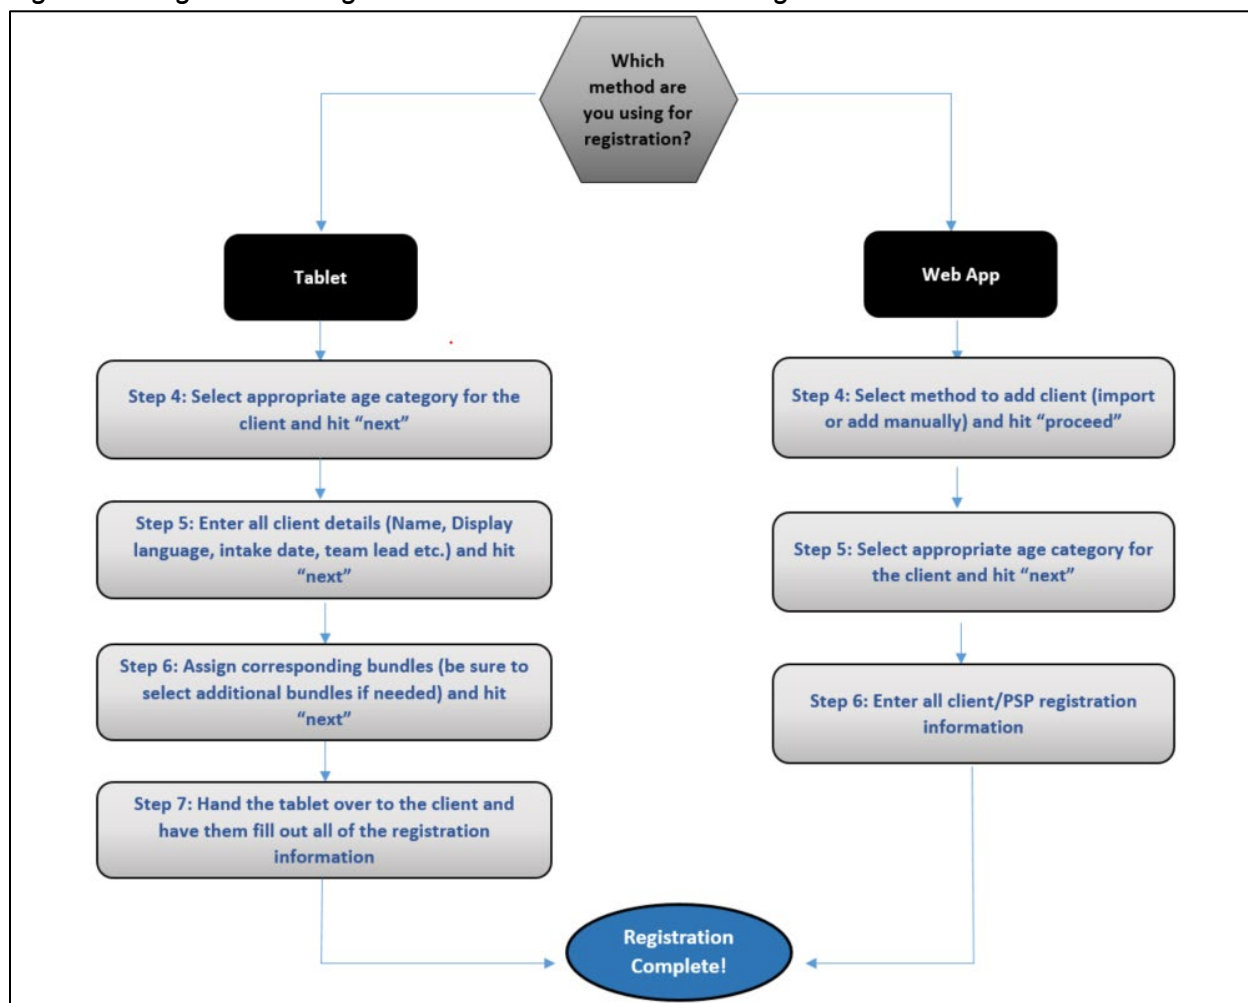 Which
method are
you using for
registration?
Tablet
Step 4: Select appropriate age category for the
client and hit “next”
Step 5: Enter all client details (Name, Display
language, intake date, team lead etc.) and hit
“next”
Step 6: Assign corresponding bundles (be sure to
select additional bundles if needed) and hit
“next”
Step 7: Hand the tablet over to the client and
have them fill out all of the registration
information
Web App
Step 4: Select method to add client (import
or add manually) and hit “proceed”
Step 5: Select appropriate age category for
the client and hit “next”
Step 6: Enter all client/PSP registration
information
Registration
Complete!